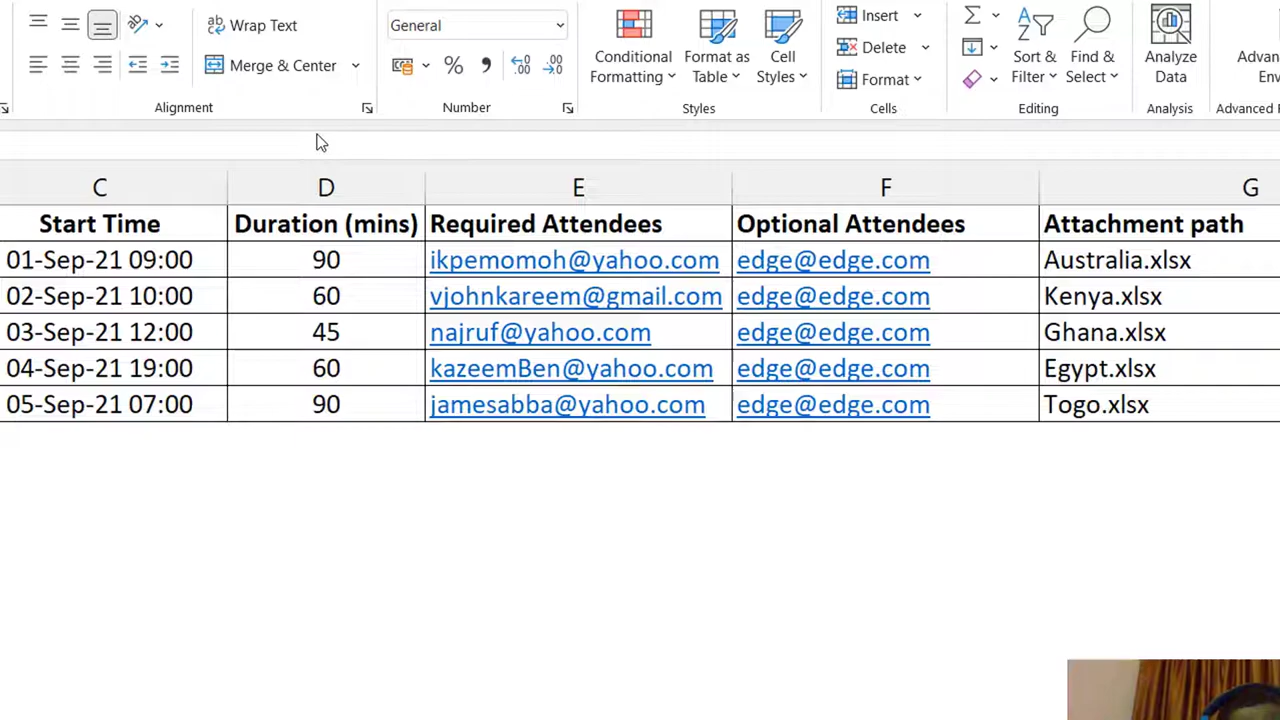 Wrap Text
General
Insert
Delete
Format
Merge & Center
%
Conditional Formatting
Format as Table
Cell Styles
Sort & Filter
Find & Select
Analyze Data
Advan
Env
Alignment
Number
Styles
Cells
Editing
Analysis
Advanced F
C D E F G
Start Time Duration (mins) Required Attendees Optional Attendees Attachment path
01-Sep-21 09:00 90 ikpemomoh@yahoo.com edge@edge.com Australia.xlsx
02-Sep-21 10:00 60 vjohnkareem@gmail.com edge@edge.com Kenya.xlsx
03-Sep-21 12:00 45 najruf@yahoo.com edge@edge.com Ghana.xlsx
04-Sep-21 19:00 60 kazeemBen@yahoo.com edge@edge.com Egypt.xlsx
05-Sep-21 07:00 90 jamesabba@yahoo.com edge@edge.com Togo.xlsx